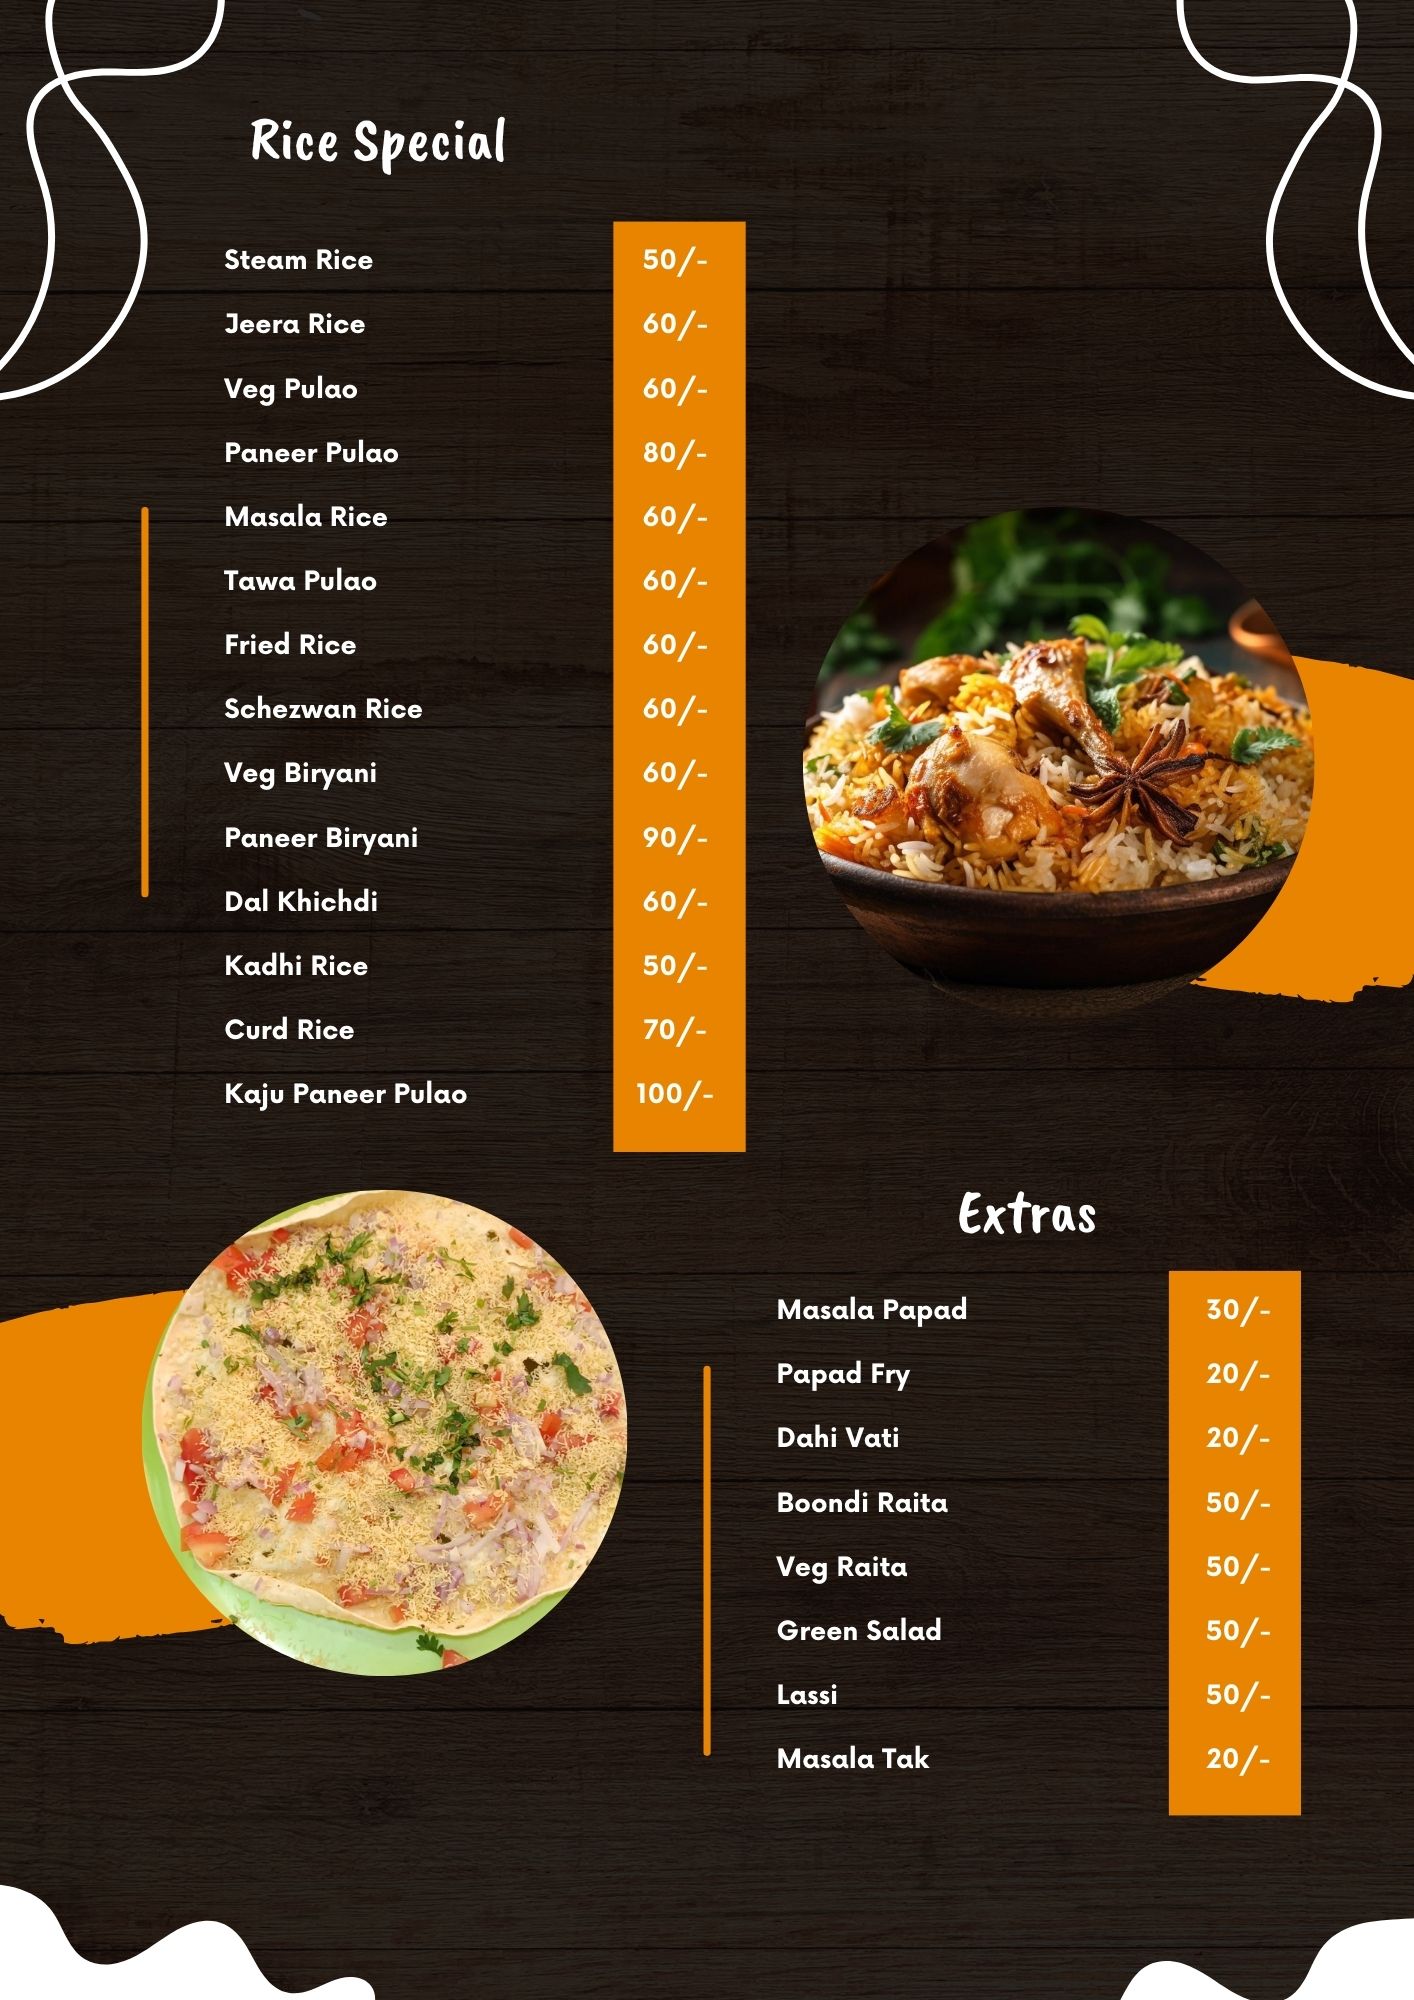 Rice Special
Steam Rice 50/-
Jeera Rice 60/-
Veg Pulao 60/-
Paneer Pulao 80/-
Masala Rice 60/-
Tawa Pulao 60/-
Fried Rice 60/-
Schezwan Rice 60/-
Veg Biryani 60/-
Paneer Biryani 90/-
Dal Khichdi 60/-
Kadhi Rice 50/-
Curd Rice 70/-
Kaju Paneer Pulao 100/-
Extras
Masala Papad 30/-
Papad Fry 20/-
Dahi Vati 20/-
Boondi Raita 50/-
Veg Raita 50/-
Green Salad 50/-
Lassi 50/-
Masala Tak 20/-